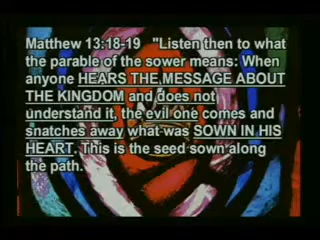 Matthew 13:18-19 "Listen then to what
the parable of the sower means: When
anyone HEARS THE MESSAGE ABOUT
THE KINGDOM and does not
understand it, the evil one comes and
snatches away what was SOWN IN HIS
HEART. This is the seed sown along
the path.